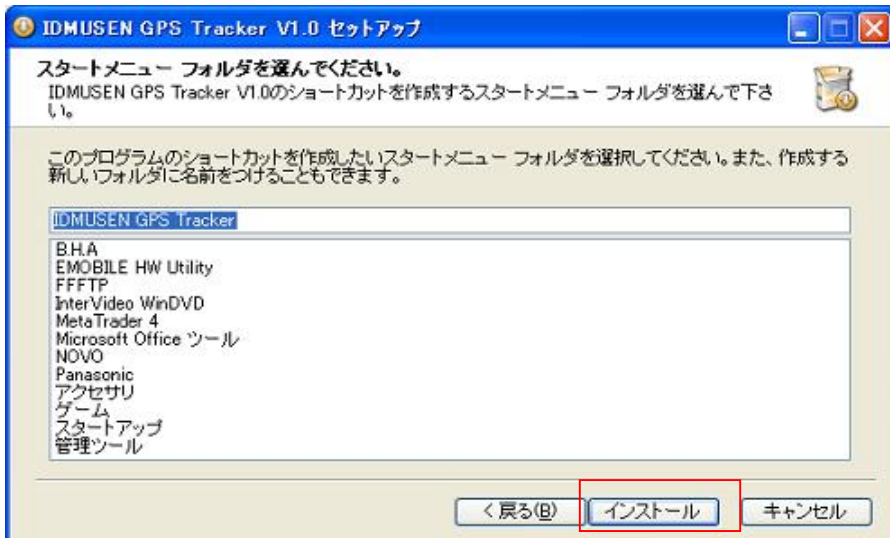 IDMUSEN GPS Tracker V1.0 セットアップ
スタートメニュー フォルダを選んでください。
IDMUSEN GPS Tracker V1.0のショートカットを作成するスタートメニュー フォルダを選んで下さ
い。
このプログラムのショートカットを作成したいスタートメニュー フォルダを選択してください。また、作成する
新しいフォルダに名前をつけることもできます。
IDMUSEN GPS Tracker
B.H.A
EMOBILE HW Utility
FFFTP
InterVideo WinDVD
MetaTrader 4
Microsoft Office ツール
NOVO
Panasonic
アクセサリ
ゲーム
スタートアップ
管理ツール
< 戻る(B) インストール キャンセル